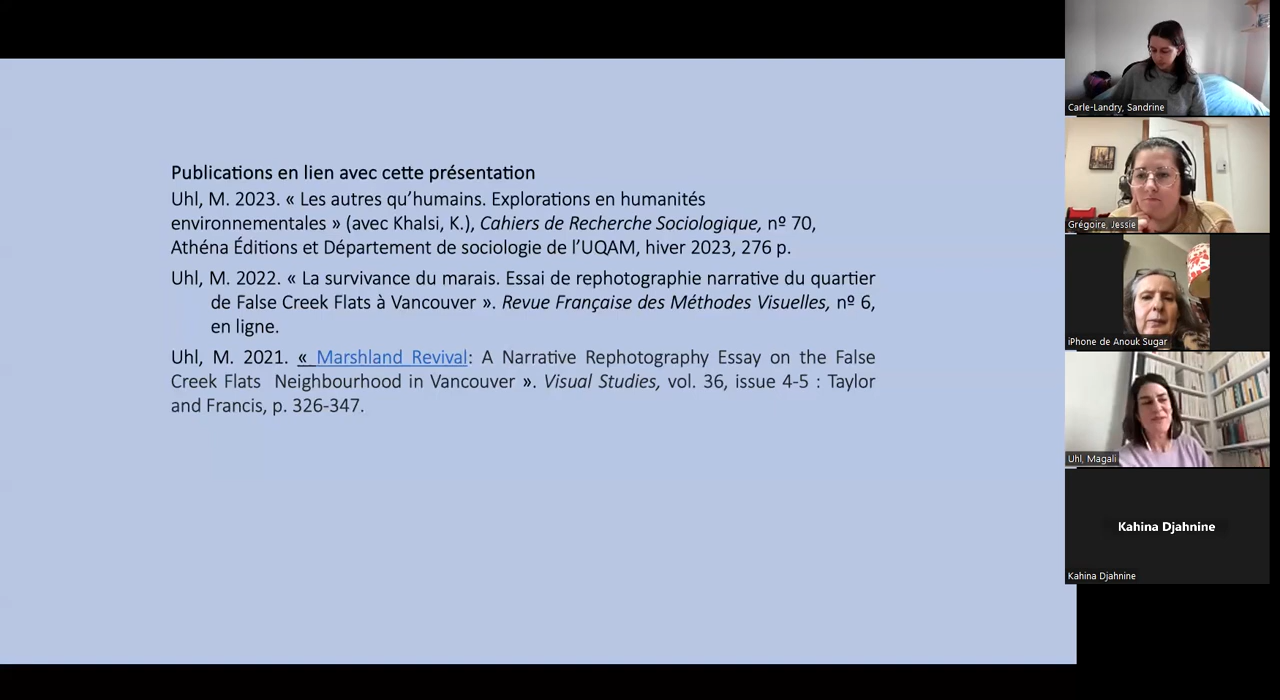 Publications en lien avec cette présentation
Uhl, M. 2023. « Les autres qu’humains. Explorations en humanités
environnementales » (avec Khalsi, K.), Cahiers de Recherche Sociologique, nº 70,
Athéna Éditions et Département de sociologie de l’UQAM, hiver 2023, 276 p.
Uhl, M. 2022. « La survivance du marais. Essai de rephotographie narrative du quartier
de False Creek Flats à Vancouver ». Revue Française des Méthodes Visuelles, nº 6,
en ligne.
Uhl, M. 2021. « Marshland Revival: A Narrative Rephotography Essay on the False
Creek Flats Neighbourhood in Vancouver ». Visual Studies, vol. 36, issue 4-5 : Taylor
and Francis, p. 326-347.
Carle-Landry, Sandrine
Grégoire, Jessie
iPhone de Anouk Sugar
Uhl, Magali
Kahina Djahnine
Kahina Djahnine